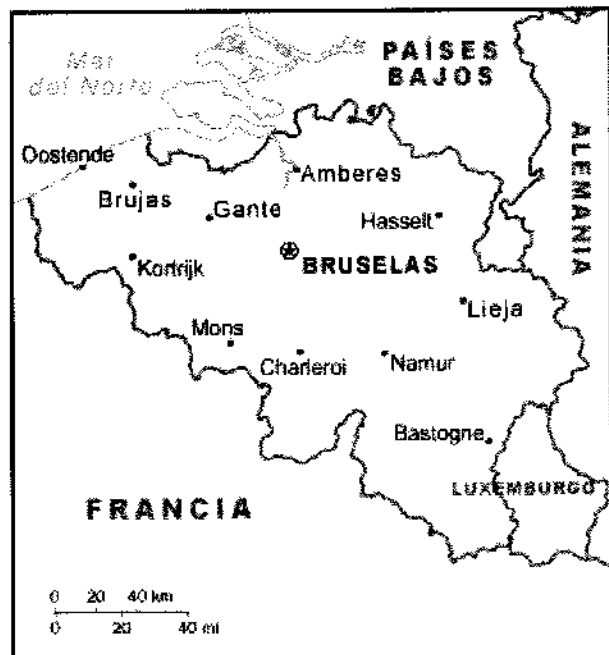 Mar
del Norte
PAÍSES
BAJOS
ALEMANIA
Oostende
Brujas
Gante
Amberes
Hasselt
Kortrijk
BRUSELAS
Lieja
Mons
Charleroi
Namur
Bastogne
LUXEMBURGO
FRANCIA
0 20 40 km
0 20 40 mi